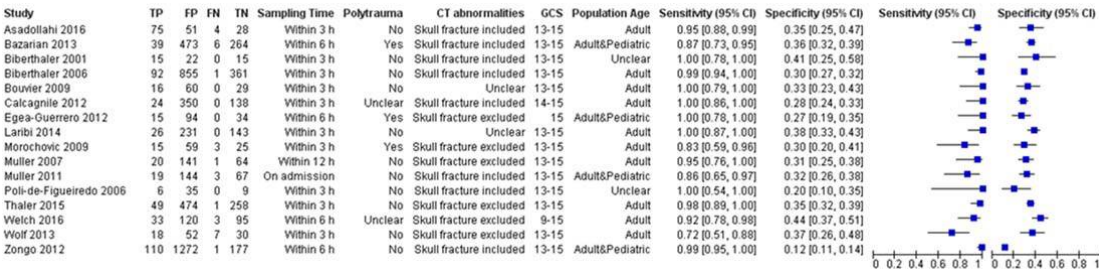 Study TP FP FN TN Sampling Time Polytrauma CT abnormalities GCS Population Age Sensitivity (95% CI) Specificity (95% CI) Sensitivity (95% CI) Specificity (95% CI)
Asadollahi 2016 75 51 4 28 Within 3 h No Skull fracture included 13-15 Adult 0.95 [0.88, 0.99] 0.35 [0.25, 0.47]
Bazarian 2013 39 473 6 264 Within 6 h Yes Skull fracture included 13-15 Adult&Pediatric 0.87 [0.73, 0.95] 0.36 [0.32, 0.39]
Biberthaler 2001 15 22 0 15 Within 3 h No Skull fracture included 13-15 Unclear 1.00 [0.78, 1.00] 0.41 [0.25, 0.58]
Biberthaler 2006 92 855 1 361 Within 3 h No Skull fracture included 13-15 Adult 0.99 [0.94, 1.00] 0.30 [0.27, 0.32]
Bouvier 2009 16 60 0 29 Within 3 h No Unclear 13-15 Adult 1.00 [0.79, 1.00] 0.33 [0.23, 0.43]
Calcagnile 2012 24 350 0 138 Within 3 h Unclear Skull fracture excluded 14-15 Adult 1.00 [0.86, 1.00] 0.28 [0.24, 0.33]
Egea-Guerrero 2012 15 94 0 34 Within 6 h Yes Skull fracture excluded 15 Adult&Pediatric 1.00 [0.78, 1.00] 0.27 [0.19, 0.35]
Laribi 2014 26 231 0 143 Within 3 h No Unclear 13-15 Adult 1.00 [0.87, 1.00] 0.38 [0.33, 0.43]
Morochovic 2009 15 59 3 25 Within 3 h Yes Skull fracture excluded 13-15 Adult 0.83 [0.59, 0.96] 0.30 [0.20, 0.41]
Muller 2007 20 141 1 64 Within 12 h No Skull fracture excluded 13-15 Adult 0.95 [0.76, 1.00] 0.31 [0.25, 0.38]
Muller 2011 19 144 3 67 On admission No Skull fracture included 13-15 Adult&Pediatric 0.86 [0.65, 0.97] 0.32 [0.26, 0.38]
Poli-de-Figueiredo 2006 6 35 0 9 Within 3 h No Skull fracture excluded 13-15 Unclear 1.00 [0.54, 1.00] 0.20 [0.10, 0.35]
Thaler 2015 49 474 1 258 Within 3 h No Skull fracture excluded 13-15 Adult 0.98 [0.89, 1.00] 0.35 [0.32, 0.39]
Welch 2016 33 120 3 95 Within 6 h Unclear Skull fracture excluded 9-15 Adult 0.92 [0.78, 0.98] 0.44 [0.37, 0.51]
Wolf 2013 18 52 7 30 Within 3 h No Skull fracture excluded 13-15 Adult 0.72 [0.51, 0.88] 0.37 [0.26, 0.48]
Zongo 2012 110 1272 1 177 Within 6 h No Skull fracture included 13-15 Adult&Pediatric 0.99 [0.95, 1.00] 0.12 [0.11, 0.14]
0 0.2 0.4 0.6 0.8 1 0 0.2 0.4 0.6 0.8 1